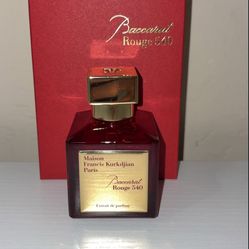 Baccarat
Rouge 540
Maison
Francis Kurkdjian
Paris
Baccarat
Rouge 540
Extrait de parfum